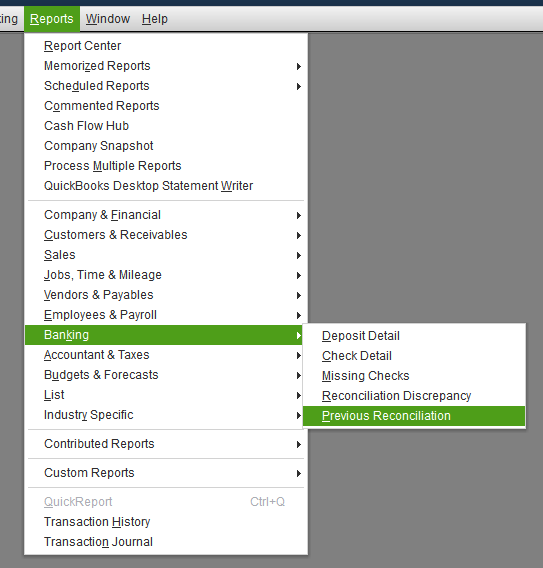 king Reports Window Help
Report Center
Memorized Reports
Scheduled Reports
Commented Reports
Cash Flow Hub
Company Snapshot
Process Multiple Reports
QuickBooks Desktop Statement Writer
Company & Financial
Customers & Receivables
Sales
Jobs, Time & Mileage
Vendors & Payables
Employees & Payroll
Banking
Accountant & Taxes
Budgets & Forecasts
List
Industry Specific
Contributed Reports
Custom Reports
QuickReport Ctrl+Q
Transaction History
Transaction Journal
Deposit Detail
Check Detail
Missing Checks
Reconciliation Discrepancy
Previous Reconciliation